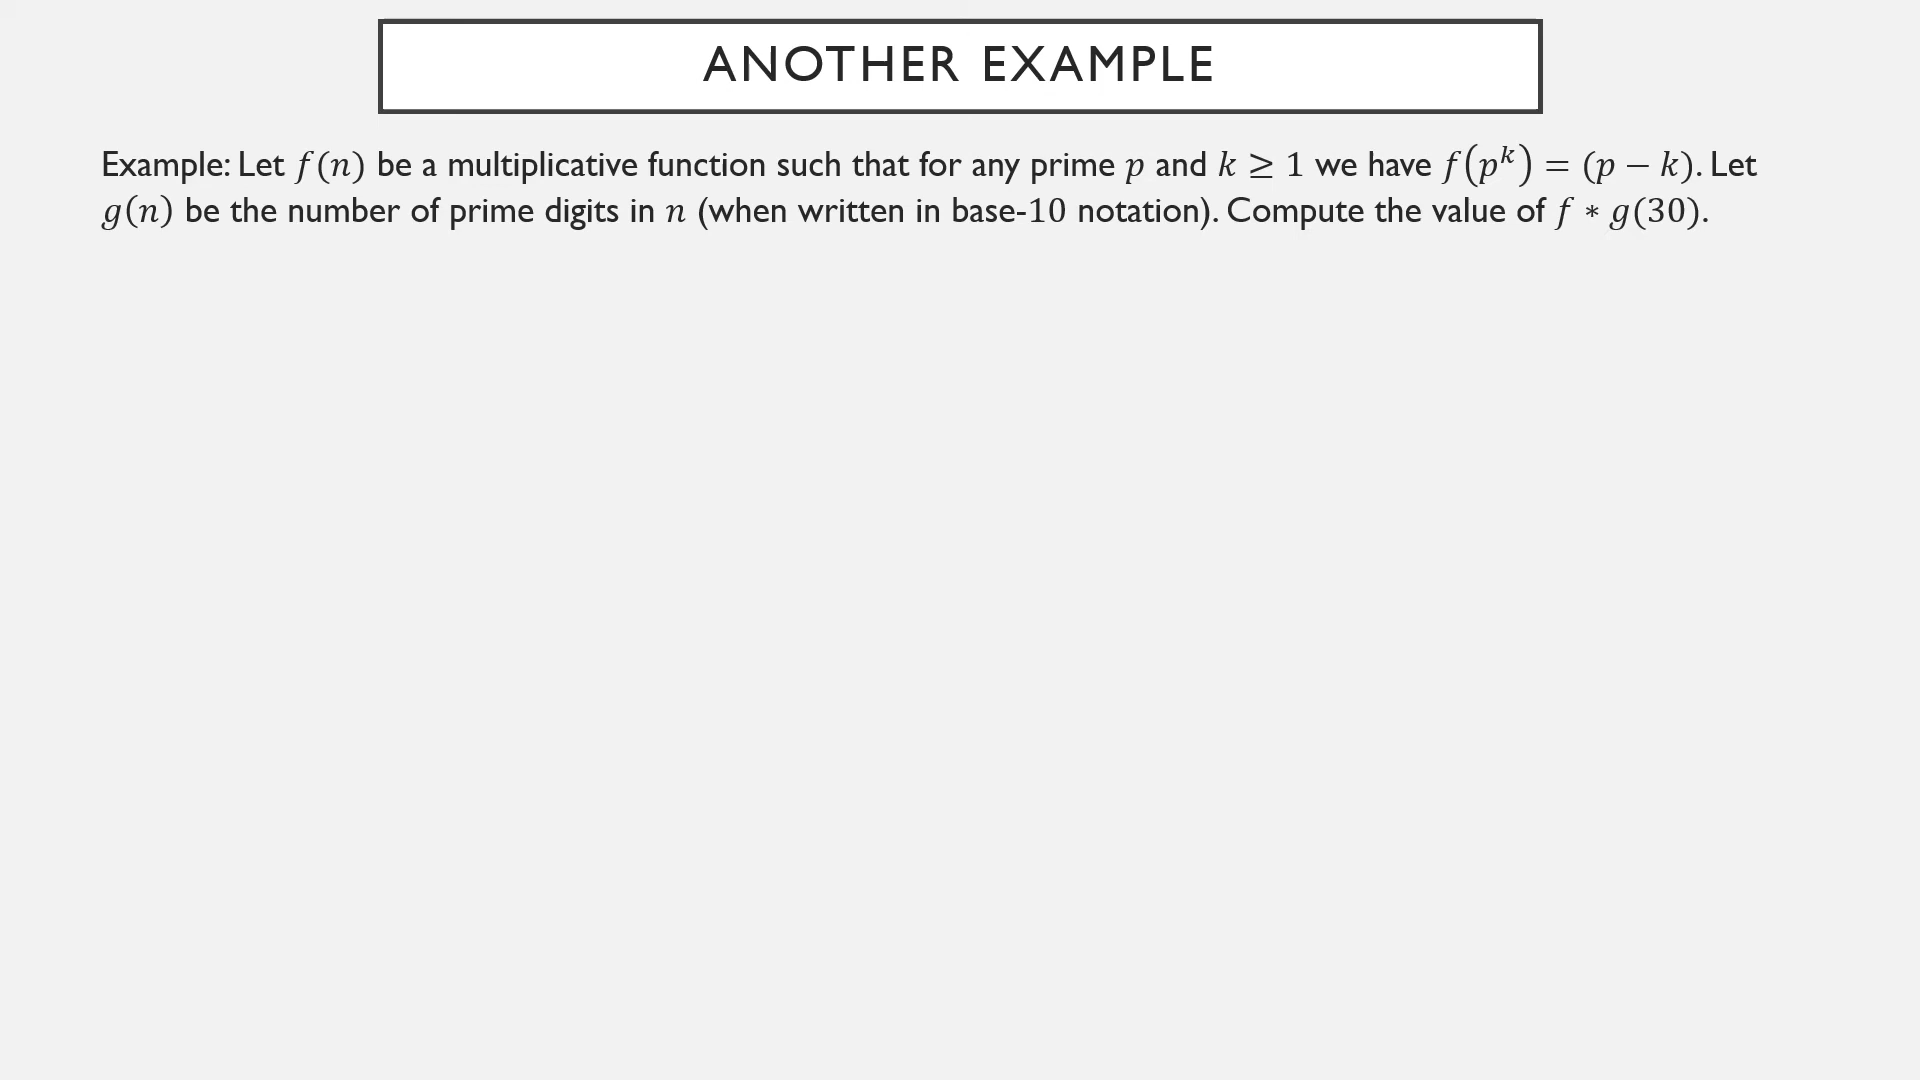 ANOTHER EXAMPLE
Example: Let f(n) be a multiplicative function such that for any prime p and k ≥ 1 we have f(p^k) = (p − k). Let
g(n) be the number of prime digits in n (when written in base-10 notation). Compute the value of f ∗ g(30).